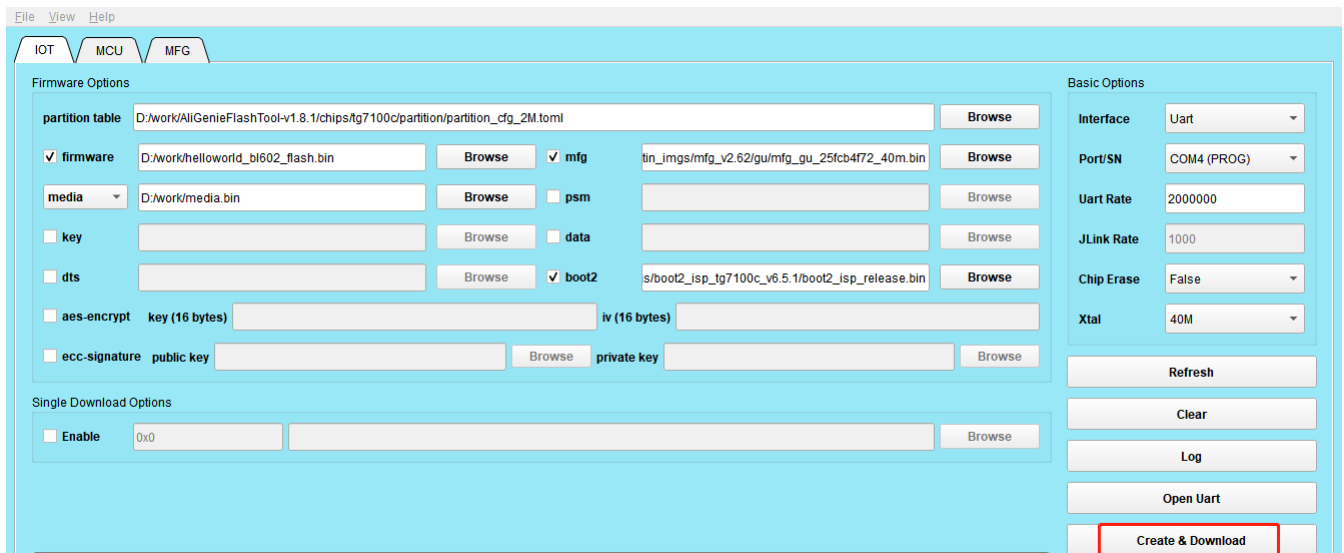 File View Help
IOT MCU MFG
Firmware Options
partition table D:/work/AliGenieFlashTool-v1.8.1/chips/tg7100c/partition/partition_cfg_2M.toml Browse
firmware D:/work/helloworld_bl602_flash.bin Browse mfg tin_imgs/mfg_v2.62/gu/mfg_gu_25fcb4f72_40m.bin Browse
media D:/work/media.bin Browse psm Browse
key Browse data Browse
dts Browse boot2 s/boot2_isp_tg7100c_v6.5.1/boot2_isp_release.bin Browse
aes-encrypt key (16 bytes) iv (16 bytes)
ecc-signature public key Browse private key Browse
Single Download Options
Enable 0x0 Browse
Basic Options
Interface Uart
Port/SN COM4 (PROG)
Uart Rate 2000000
JLink Rate 1000
Chip Erase False
Xtal 40M
Refresh
Clear
Log
Open Uart
Create & Download